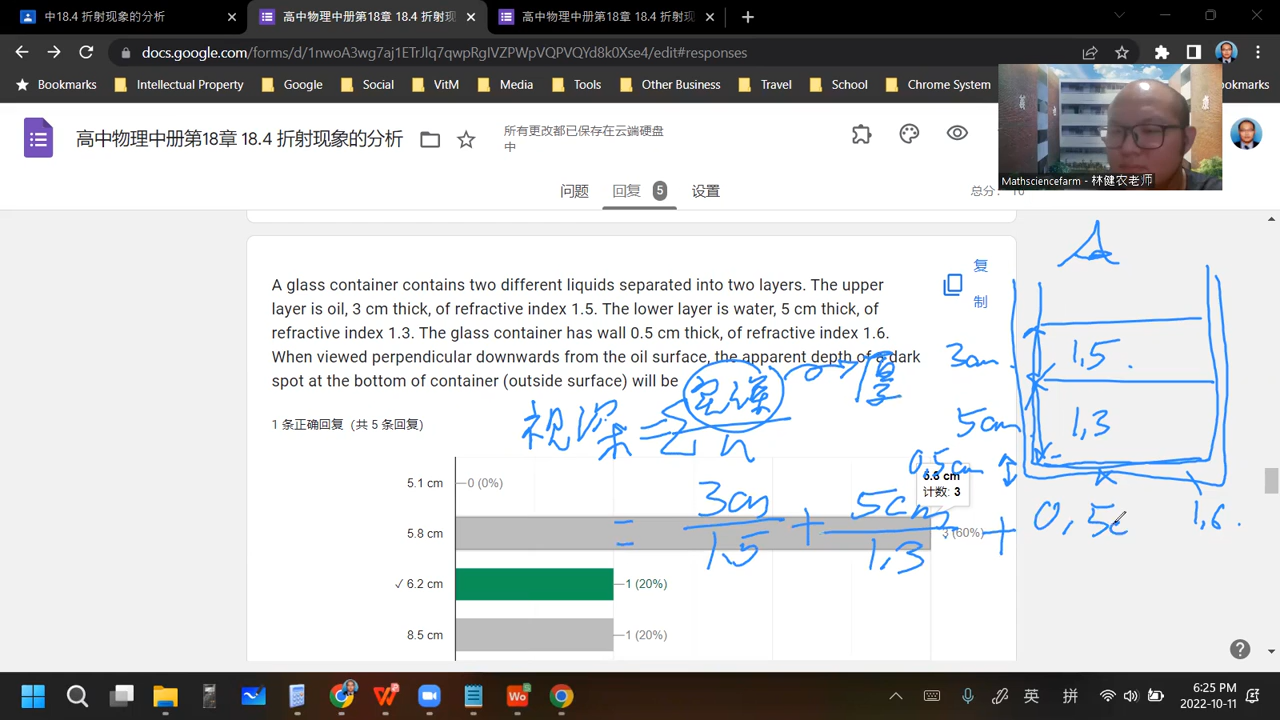 中18.4 折射现象的分析
高中物理中册第18章 18.4 折射现
高中物理中册第18章 18.4 折射现
docs.google.com/forms/d/1nwoA3wg7aj1ETrJlq7qwpRgIVZPWpVQPVQYd8k0Xse4/edit#responses
Bookmarks Intellectual Property Google Social VitM Media Tools Other Business Travel School Chrome System
okmarks
高中物理中册第18章 18.4 折射现象的分析
所有更改都已保存在云端硬盘
中
Mathsciencefarm - 林健农老师
问题 回复 5 设置
总分: 10
A glass container contains two different liquids separated into two layers. The upper
layer is oil, 3 cm thick, of refractive index 1.5. The lower layer is water, 5 cm thick, of
refractive index 1.3. The glass container has wall 0.5 cm thick, of refractive index 1.6.
When viewed perpendicular downwards from the oil surface, the apparent depth of a dark
spot at the bottom of container (outside surface) will be
复
制
1 条正确回复 (共 5 条回复)
视深 = Σ 实深 / n → 厚
= 3cm / 1.5 + 5cm / 1.3 + 0.5c
3cm 1.5
5cm 1.3
0.5cm
1.6
5.1 cm 0 (0%)
5.8 cm 3 (60%)
计数: 3
✓ 6.2 cm 1 (20%)
8.5 cm 1 (20%)
英 拼
6:25 PM
2022-10-11